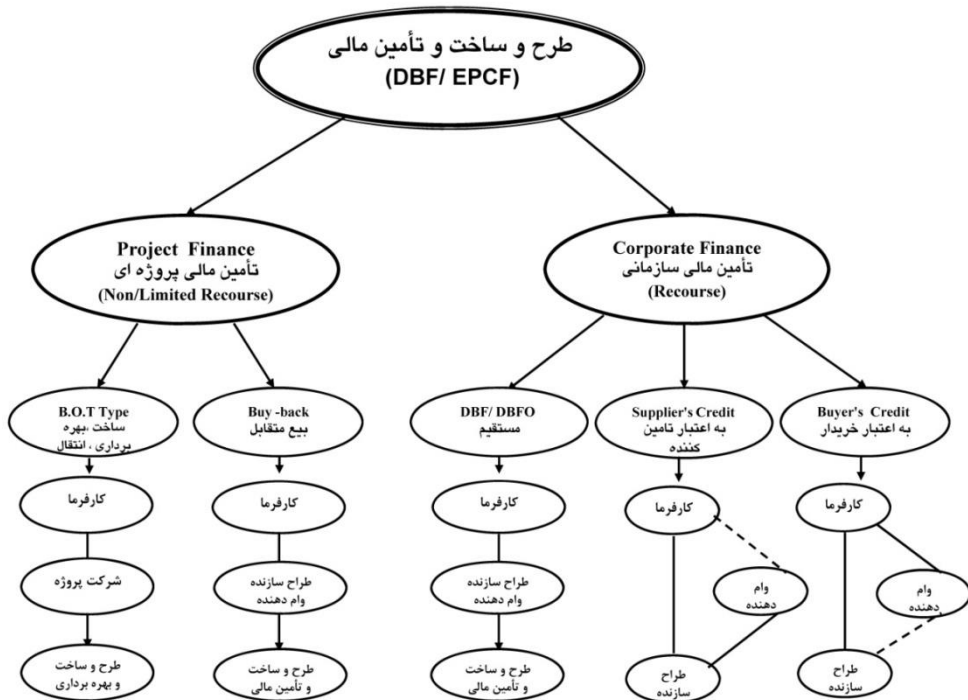 طرح و ساخت و تأمین مالی
(DBF/ EPCF)
Project Finance
تأمین مالی پروژه ای
(Non/Limited Recourse)
Corporate Finance
تأمین مالی سازمانی
(Recourse)
B.O.T Type
ساخت ،بهره
برداری ، انتقال
Buy -back
بیع متقابل
DBF/ DBFO
مستقیم
Supplier's Credit
به اعتبار تامین
کننده
Buyer's Credit
به اعتبار خریدار
کارفرما
کارفرما
کارفرما
کارفرما
کارفرما
شرکت پروژه
طراح سازنده
وام دهنده
طراح سازنده
وام دهنده
وام
دهنده
وام
دهنده
طرح و ساخت
و بهره برداری
طرح و ساخت
و تأمین مالی
طرح و ساخت
و تأمین مالی
طراح
سازنده
طراح
سازنده